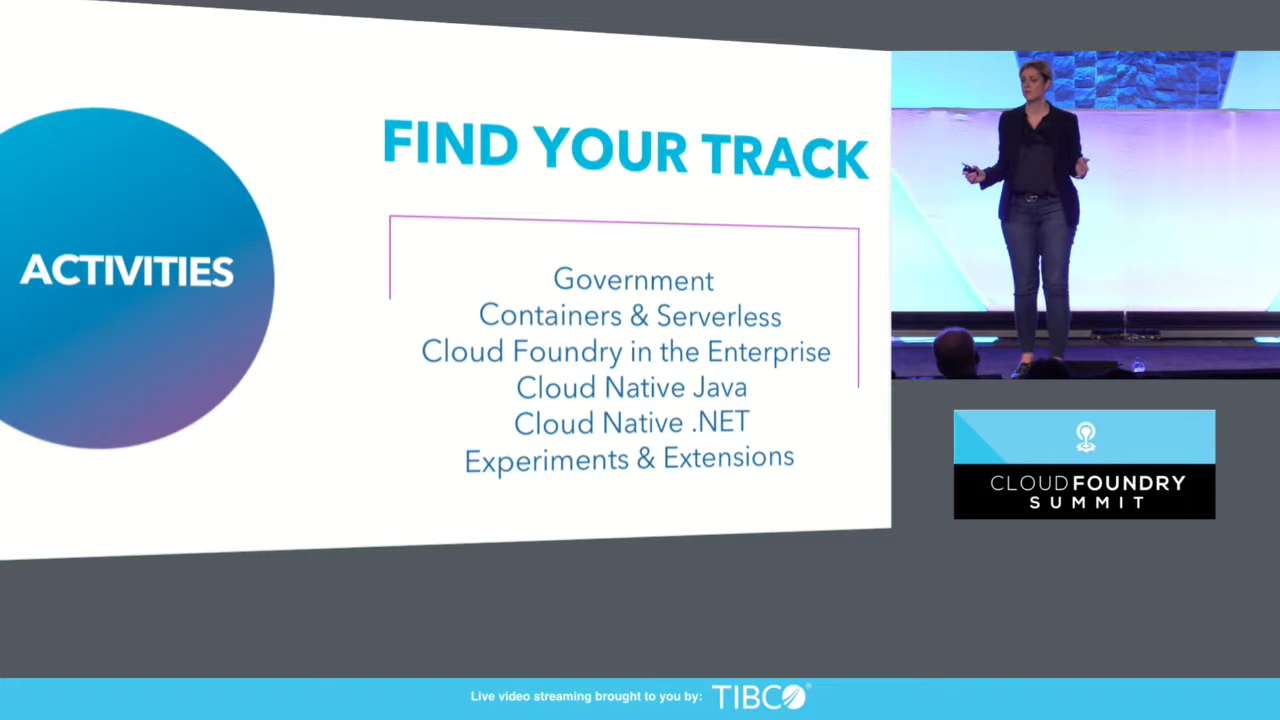 ACTIVITIES
FIND YOUR TRACK
Government
Containers & Serverless
Cloud Foundry in the Enterprise
Cloud Native Java
Cloud Native .NET
Experiments & Extensions
CLOUDFOUNDRY
SUMMIT
Live video streaming brought to you by: TIBCO®